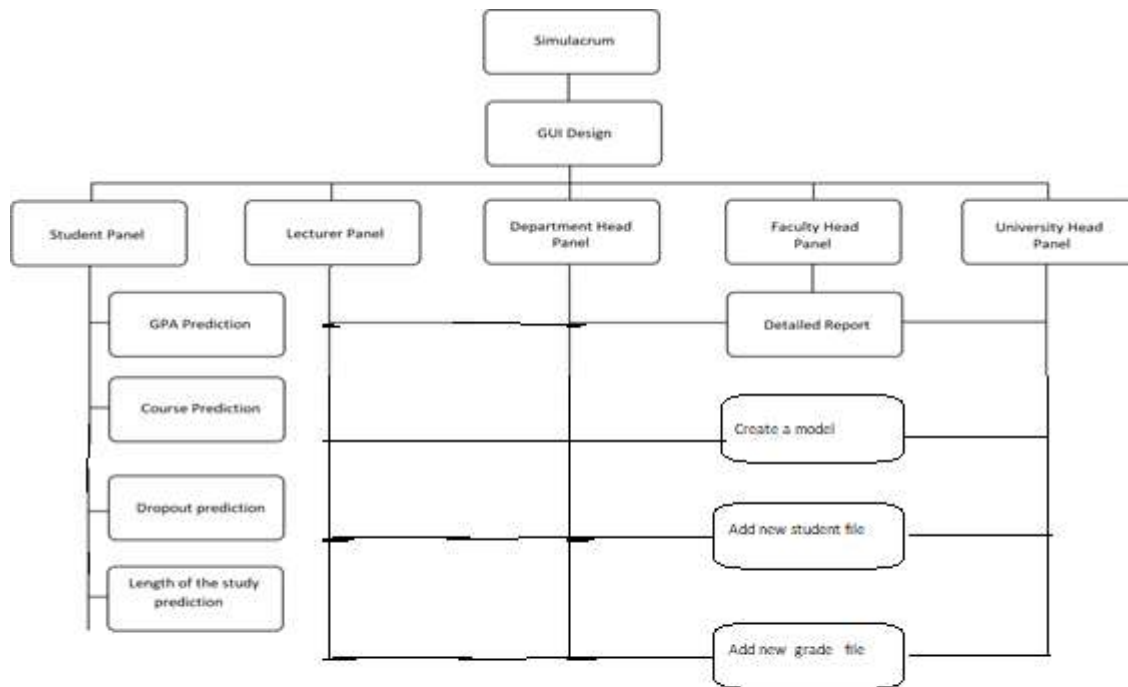 Simulacrum
GUI Design
Student Panel
Lecturer Panel
Department Head
Panel
Faculty Head
Panel
University Head
Panel
GPA Prediction
Detailed Report
Course Prediction
Create a model
Dropout prediction
Add new student file
Length of the study
prediction
Add new grade file